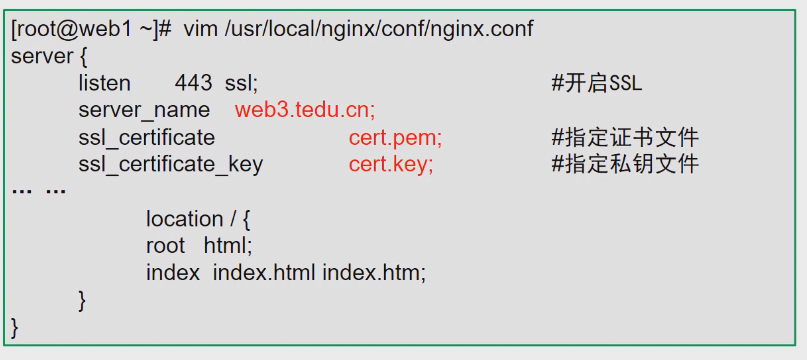 [root@web1 ~]# vim /usr/local/nginx/conf/nginx.conf
server {
listen 443 ssl; #开启SSL
server_name web3.tedu.cn;
ssl_certificate cert.pem; #指定证书文件
ssl_certificate_key cert.key; #指定私钥文件
... ...
location / {
root html;
index index.html index.htm;
}
}